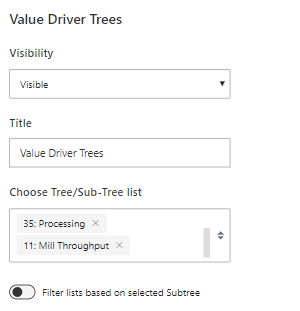 Value Driver Trees
Visibility
Visible
Title
Value Driver Trees
Choose Tree/Sub-Tree list
35: Processing ×
11: Mill Throughput ×
Filter lists based on selected Subtree